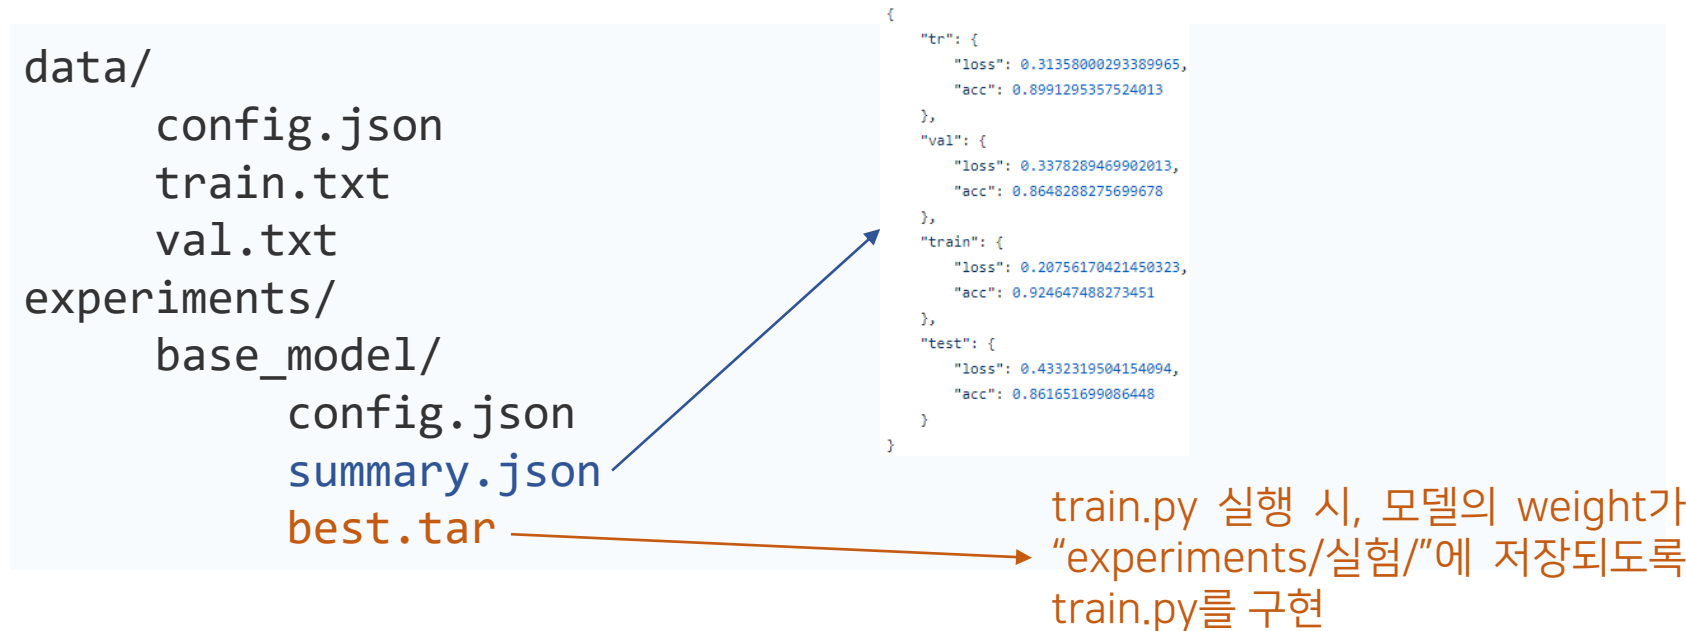 data/
config.json
train.txt
val.txt
experiments/
base_model/
config.json
summary.json
best.tar
{
"tr": {
"loss": 0.31358000293389965,
"acc": 0.8991295357524013
},
"val": {
"loss": 0.3378289469902013,
"acc": 0.8648288275699678
},
"train": {
"loss": 0.20756170421450323,
"acc": 0.924647488273451
},
"test": {
"loss": 0.4332319504154094,
"acc": 0.861651699086448
}
}
train.py 실행 시, 모델의 weight가
“experiments/실험/”에 저장되도록
train.py를 구현